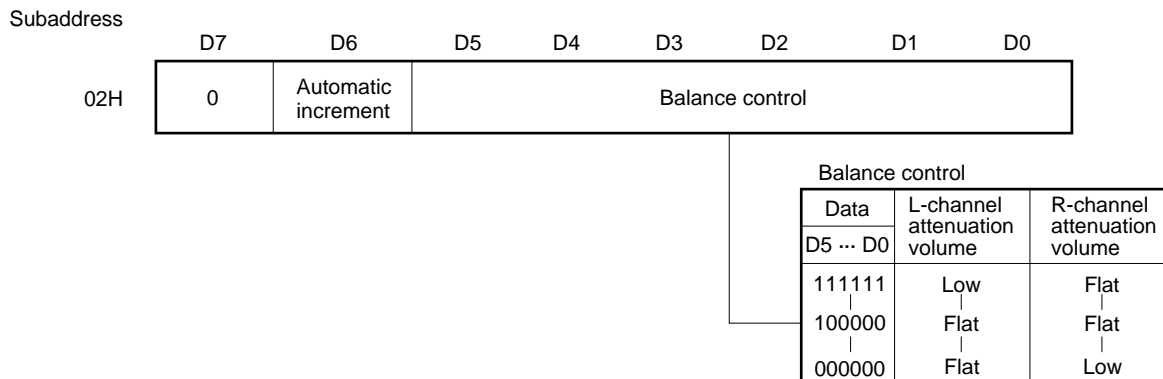 Subaddress
D7 D6 D5 D4 D3 D2 D1 D0
02H 0 Automatic increment Balance control
Balance control
Data L-channel attenuation volume R-channel attenuation volume
D5 ··· D0
111111 Low Flat
100000 Flat Flat
000000 Flat Low